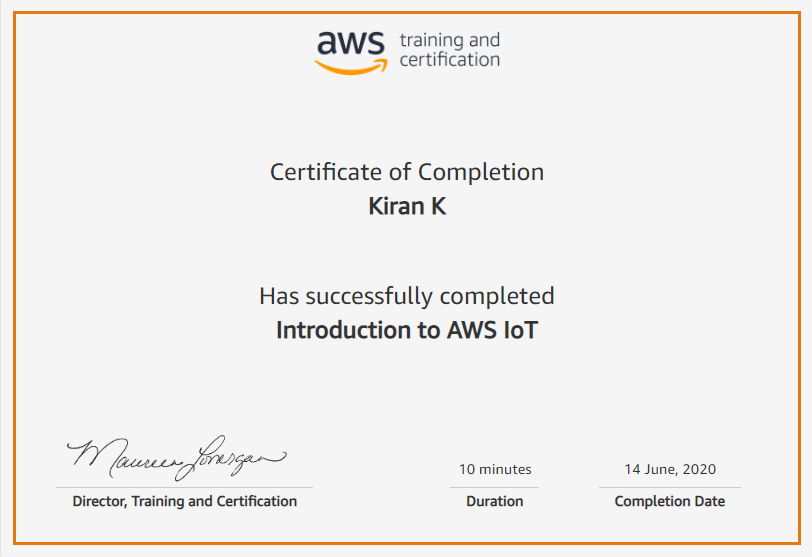 aws training and
certification
Certificate of Completion
Kiran K
Has successfully completed
Introduction to AWS IoT
Maureen Lonergan
10 minutes
14 June, 2020
Director, Training and Certification
Duration
Completion Date